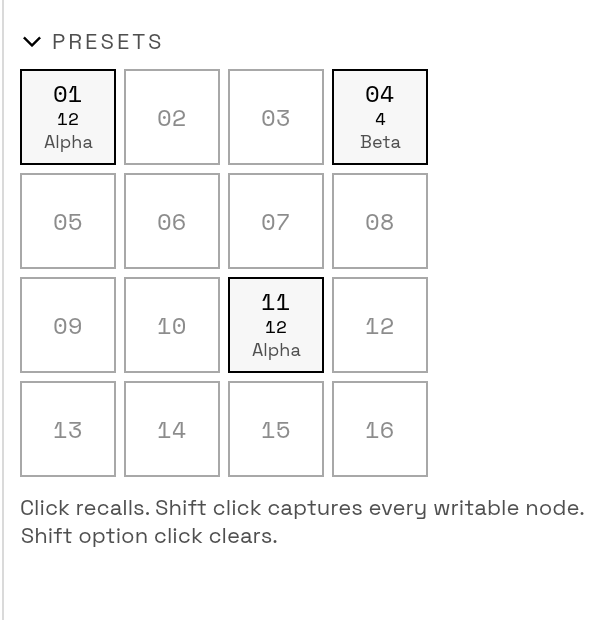 PRESETS
01 02 03 04
12 4
Alpha Beta
05 06 07 08
09 10 11 12
12
Alpha
13 14 15 16
Click recalls. Shift click captures every writable node.
Shift option click clears.